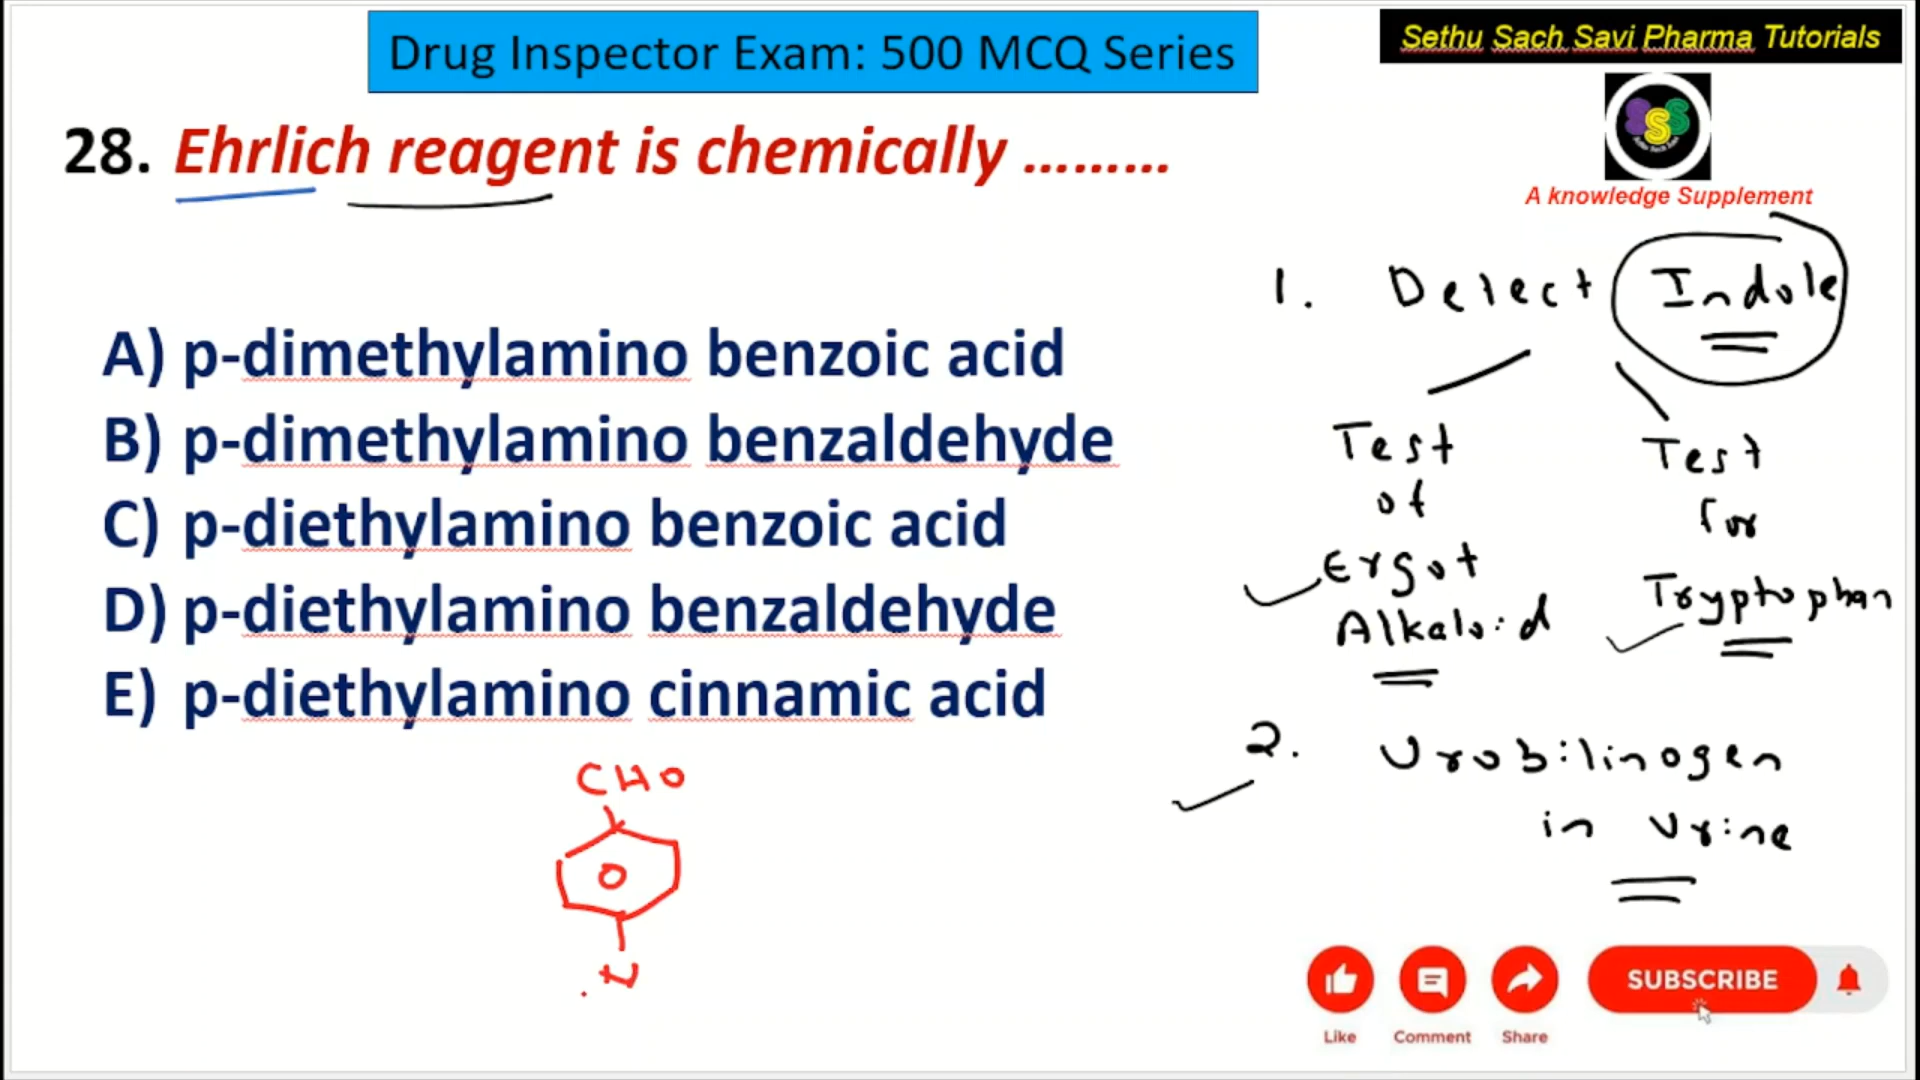 Drug Inspector Exam: 500 MCQ Series
Sethu Sach Savi Pharma Tutorials
SSS
A knowledge Supplement
28. Ehrlich reagent is chemically .........
A) p-dimethylamino benzoic acid
B) p-dimethylamino benzaldehyde
C) p-diethylamino benzoic acid
D) p-diethylamino benzaldehyde
E) p-diethylamino cinnamic acid
CHO
1. Detect Indole
Test
of
Ergot
Alkaloid
Test
for
Tryptophan
2. Urobilinogen
in Urine
Like
Comment
Share
SUBSCRIBE